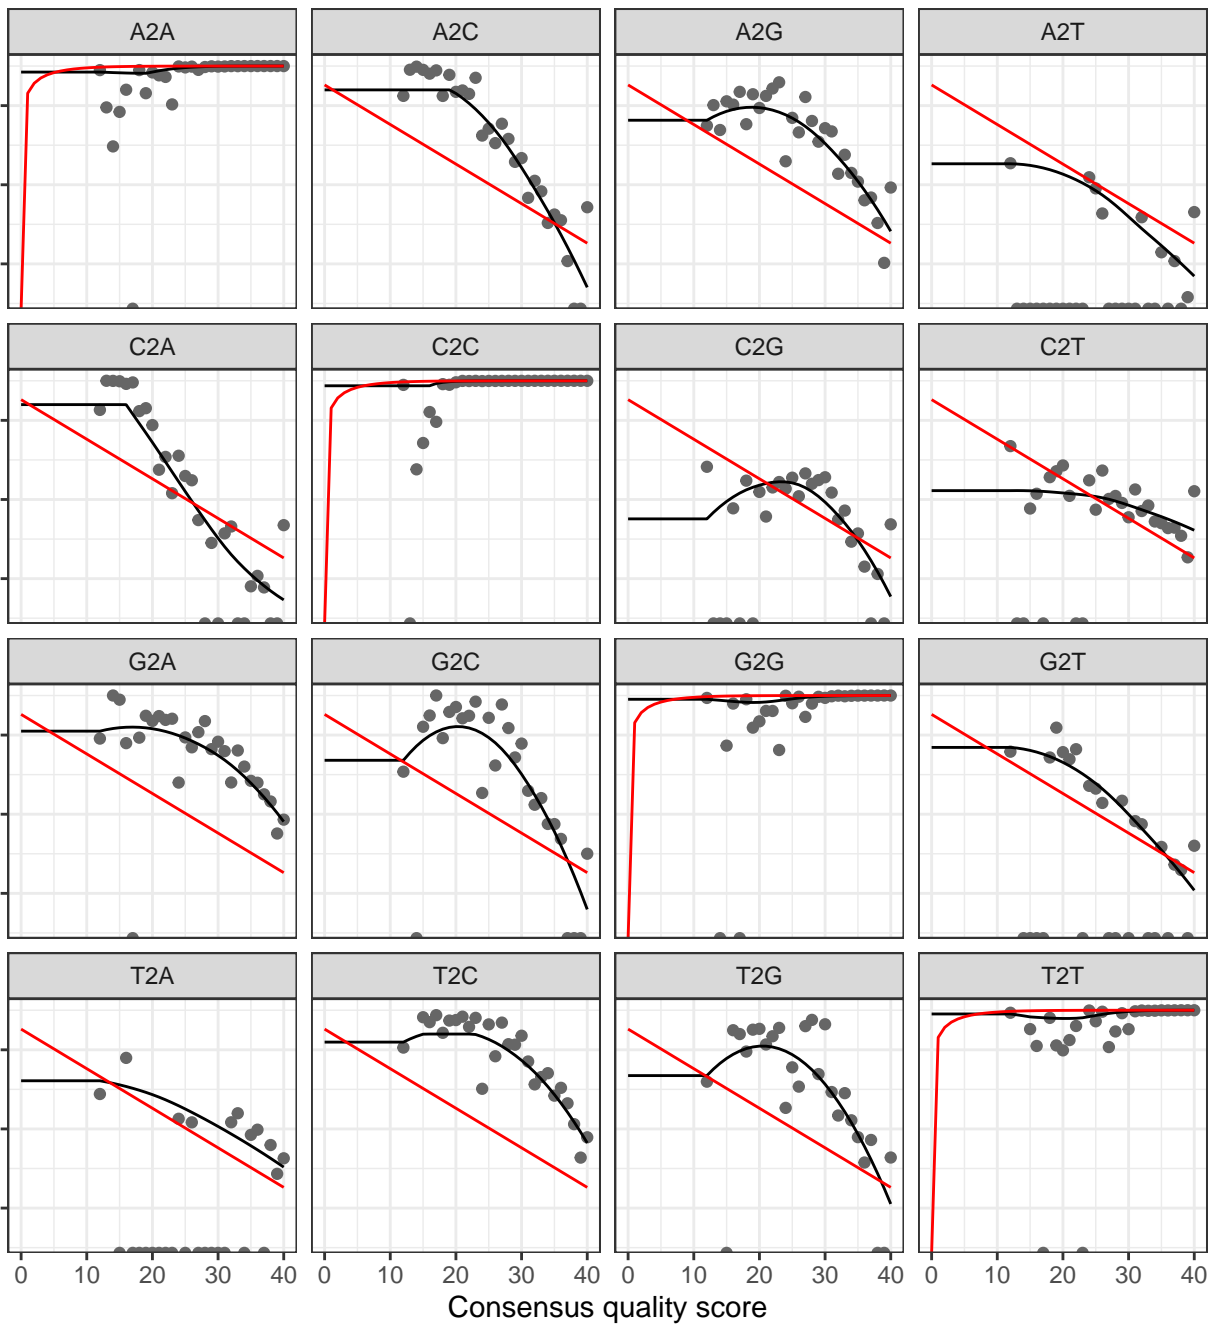 A2A A2C A2G A2T
C2A C2C C2G C2T
G2A G2C G2G G2T
T2A T2C T2G T2T
0 10 20 30 40 0 10 20 30 40 0 10 20 30 40 0 10 20 30 40
Consensus quality score